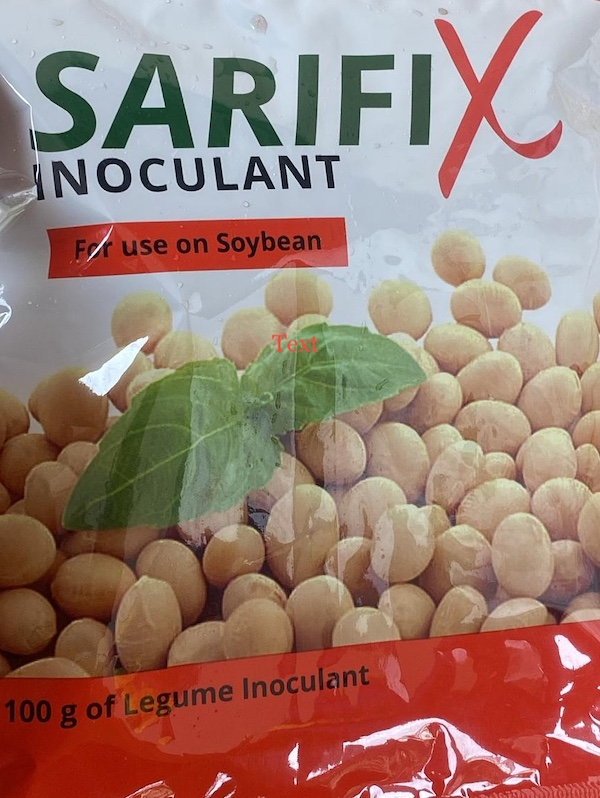 SARIFIX
INOCULANT
For use on Soybean
Text
100 g of Legume Inoculant